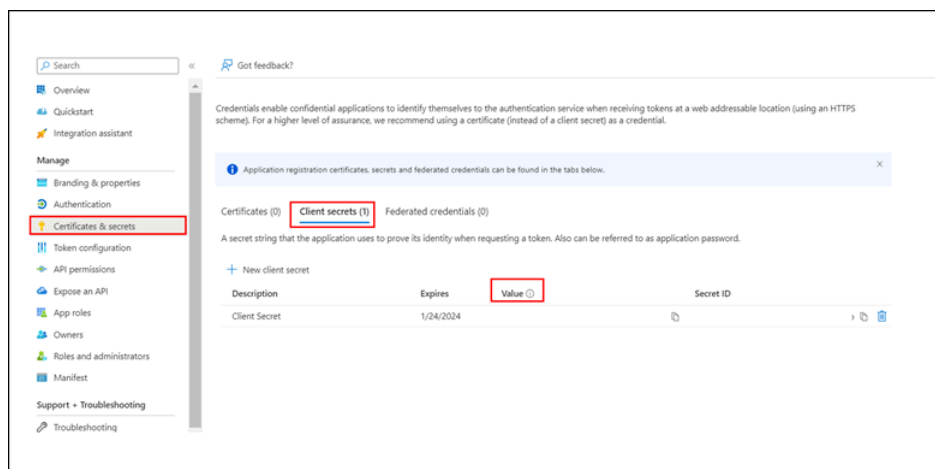 Search
«
Got feedback?
Overview
Quickstart
Integration assistant
Manage
Branding & properties
Authentication
Certificates & secrets
Token configuration
API permissions
Expose an API
App roles
Owners
Roles and administrators
Manifest
Support + Troubleshooting
Troubleshooting
Credentials enable confidential applications to identify themselves to the authentication service when receiving tokens at a web addressable location (using an HTTPS
scheme). For a higher level of assurance, we recommend using a certificate (instead of a client secret) as a credential.
Application registration certificates, secrets and federated credentials can be found in the tabs below.
Certificates (0) Client secrets (1) Federated credentials (0)
A secret string that the application uses to prove its identity when requesting a token. Also can be referred to as application password.
New client secret
Description Expires Value Secret ID
Client Secret 1/24/2024